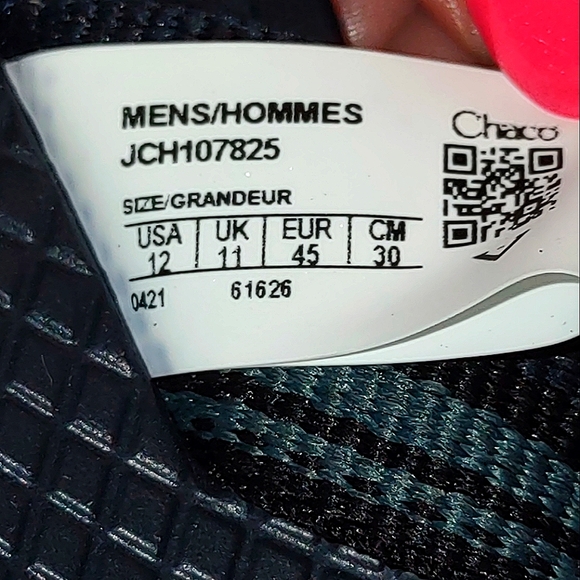 MENS/HOMMES
JCH107825
Chaco
SIZE/GRANDEUR
USA UK EUR CM
12 11 45 30
0421 61626